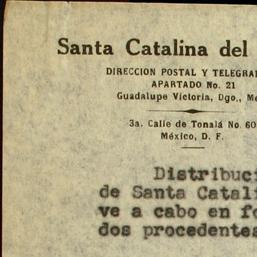 Santa Catalina del
DIRECCION POSTAL Y TELEGRA
APARTADO No. 21
Guadalupe Victoria, Dgo., Me
3a. Calle de Tonalá No. 60
México, D. F.
Distribuci
de Santa Catali
ve a cabo en fo
dos procedentes